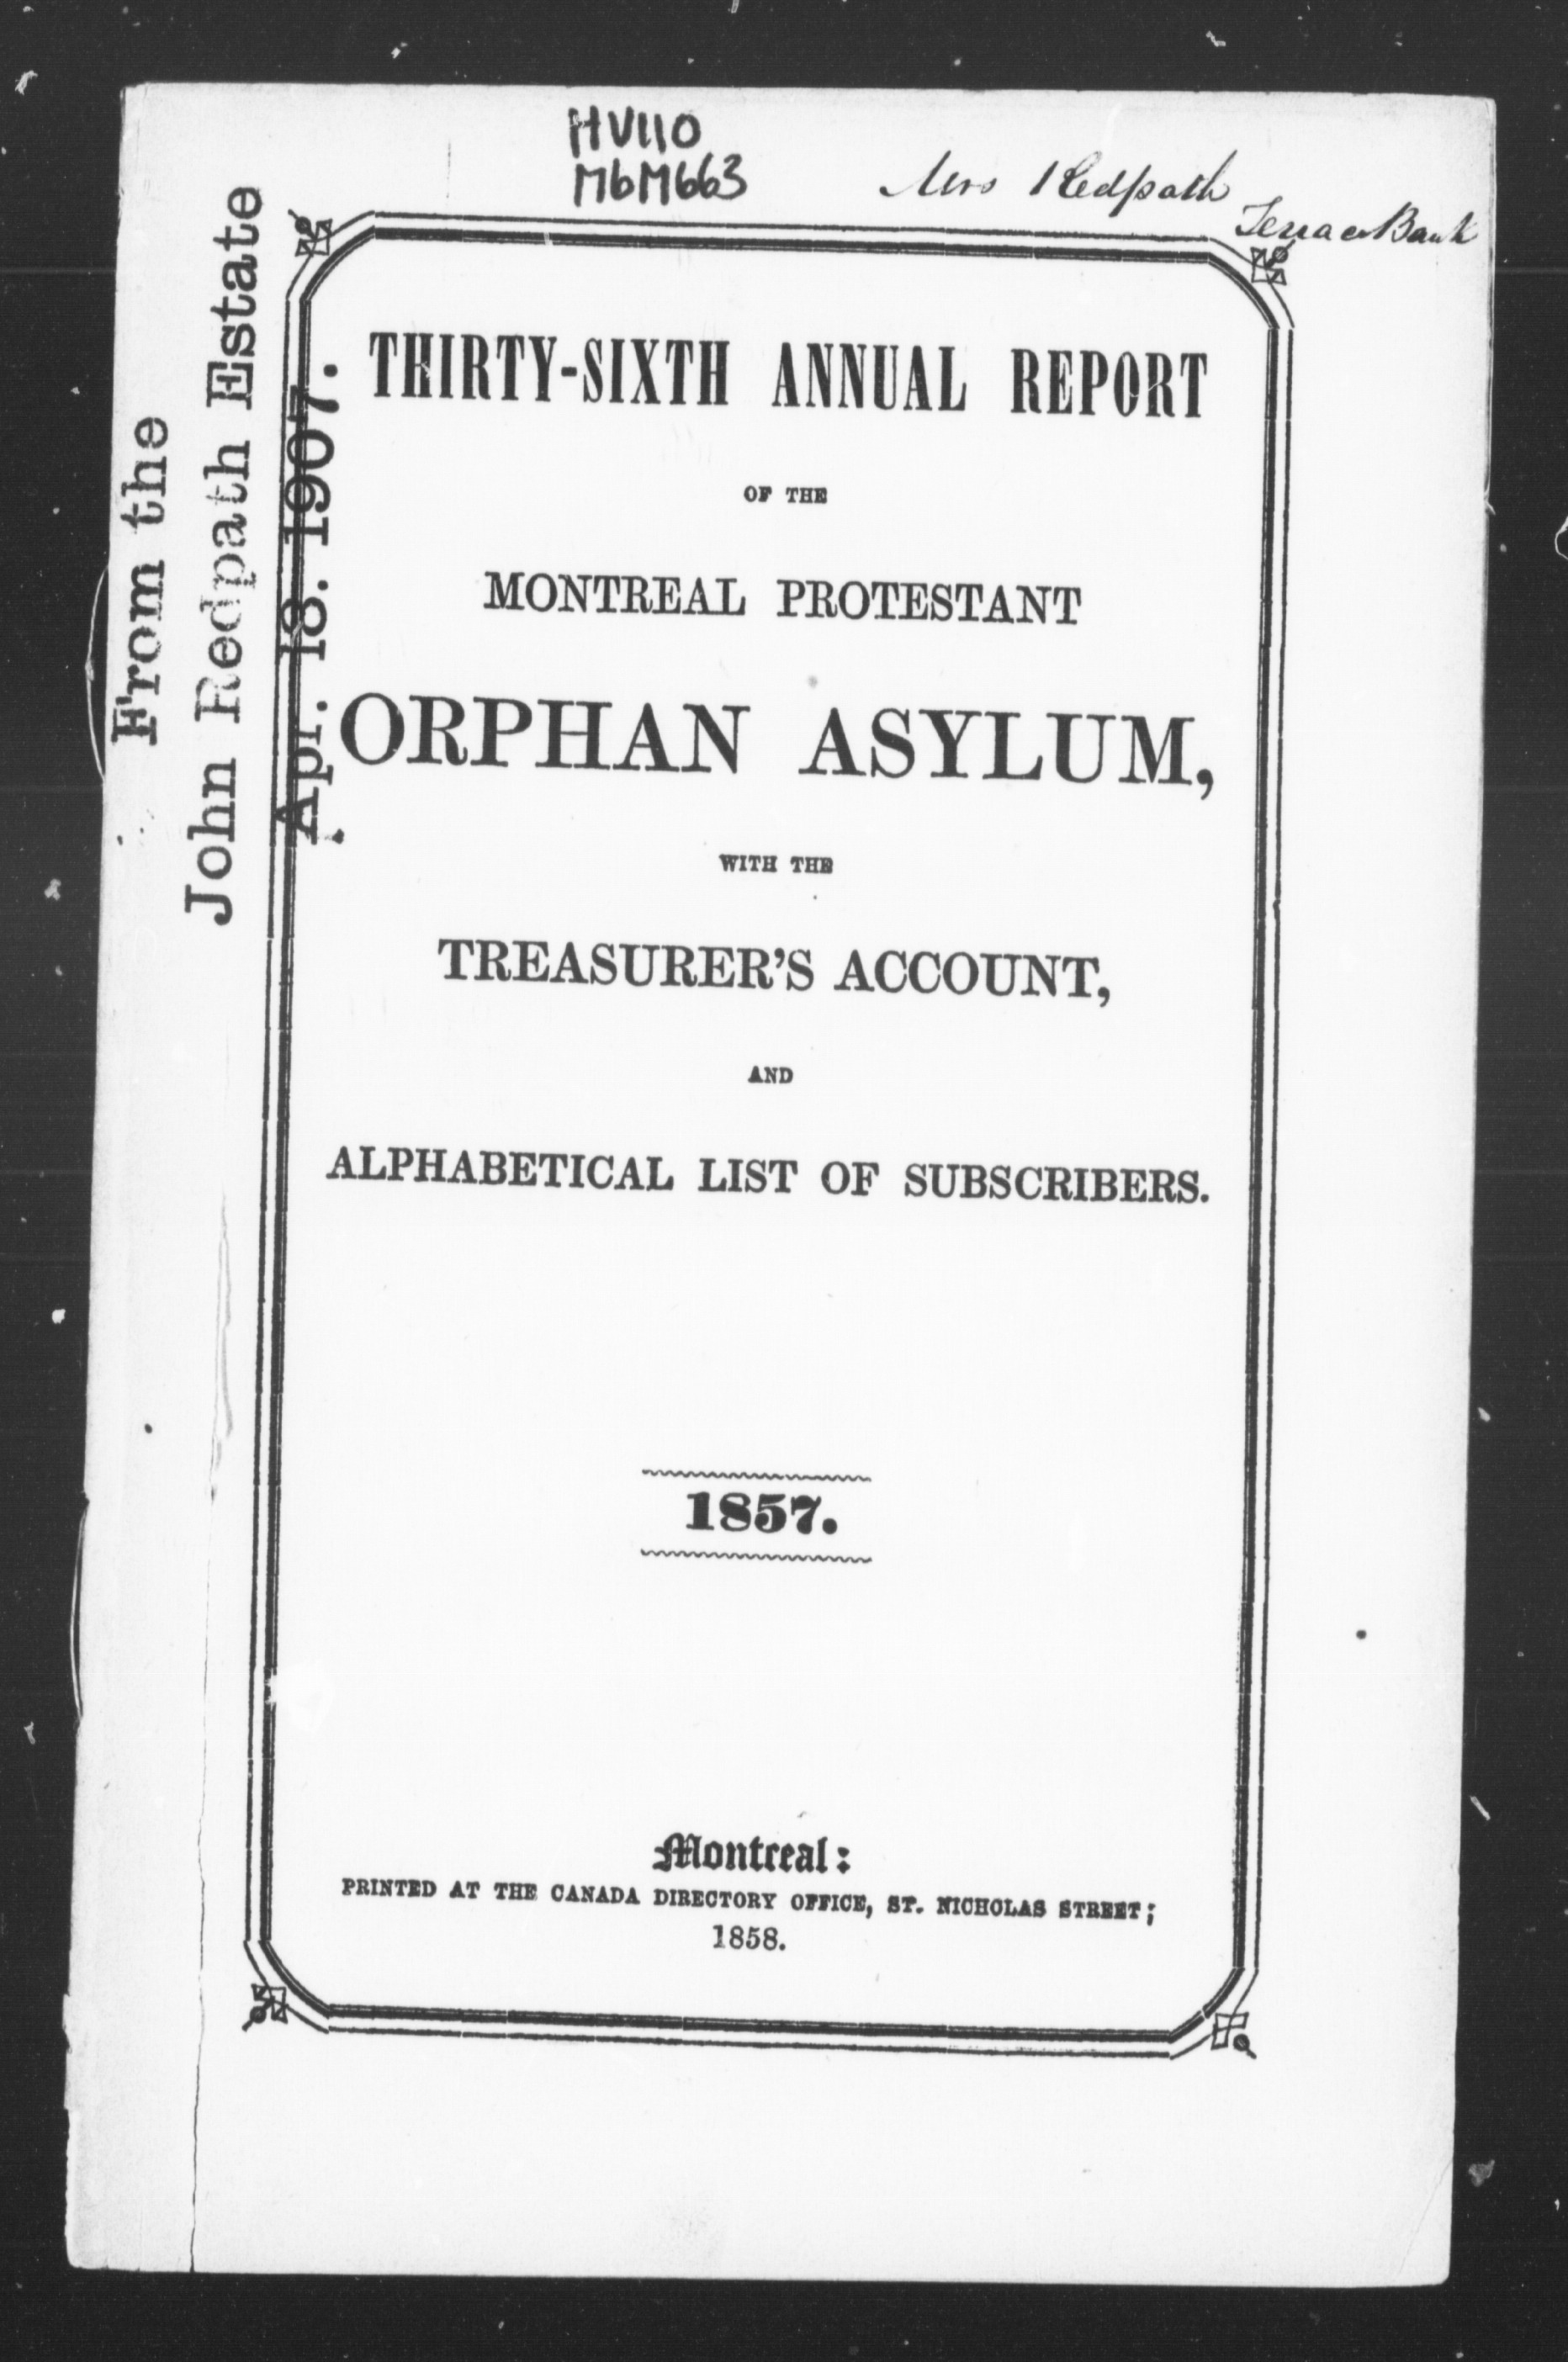 HV110
M6M663
Mrs Redpath
Terrace Bank
From the
John Redpath Estate
Apr. 18. 1907.
THIRTY-SIXTH ANNUAL REPORT
OF THE
MONTREAL PROTESTANT
ORPHAN ASYLUM,
WITH THE
TREASURER'S ACCOUNT,
AND
ALPHABETICAL LIST OF SUBSCRIBERS.
1857.
Montreal:
PRINTED AT THE CANADA DIRECTORY OFFICE, ST. NICHOLAS STREET;
1858.